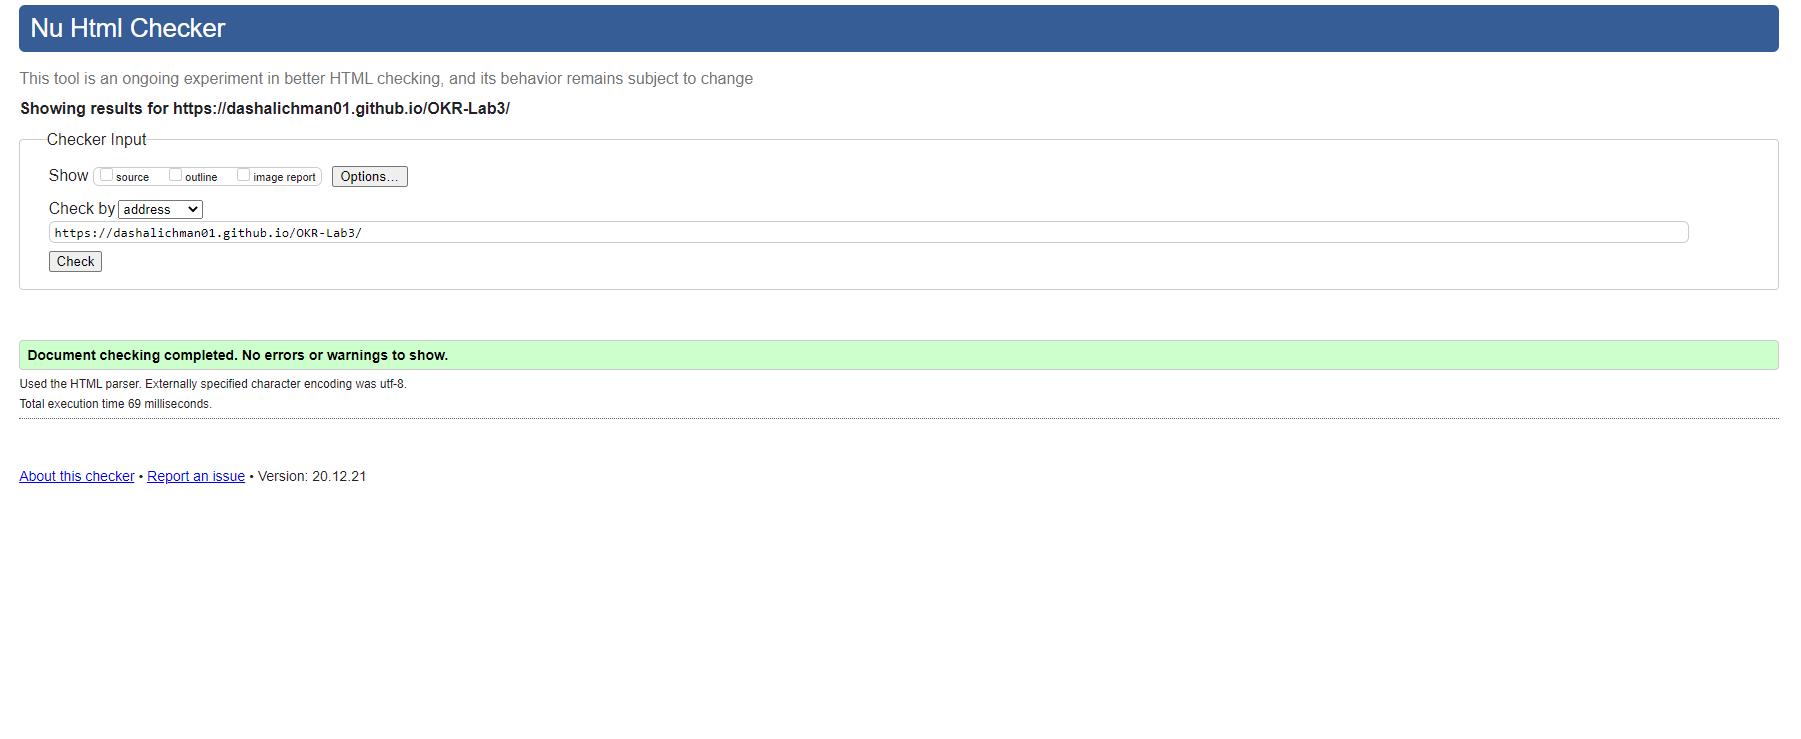 Nu Html Checker
This tool is an ongoing experiment in better HTML checking, and its behavior remains subject to change
Showing results for https://dashalichman01.github.io/OKR-Lab3/
Checker Input
Show source outline image report Options...
Check by address
https://dashalichman01.github.io/OKR-Lab3/
Check
Document checking completed. No errors or warnings to show.
Used the HTML parser. Externally specified character encoding was utf-8.
Total execution time 69 milliseconds.
About this checker • Report an issue • Version: 20.12.21